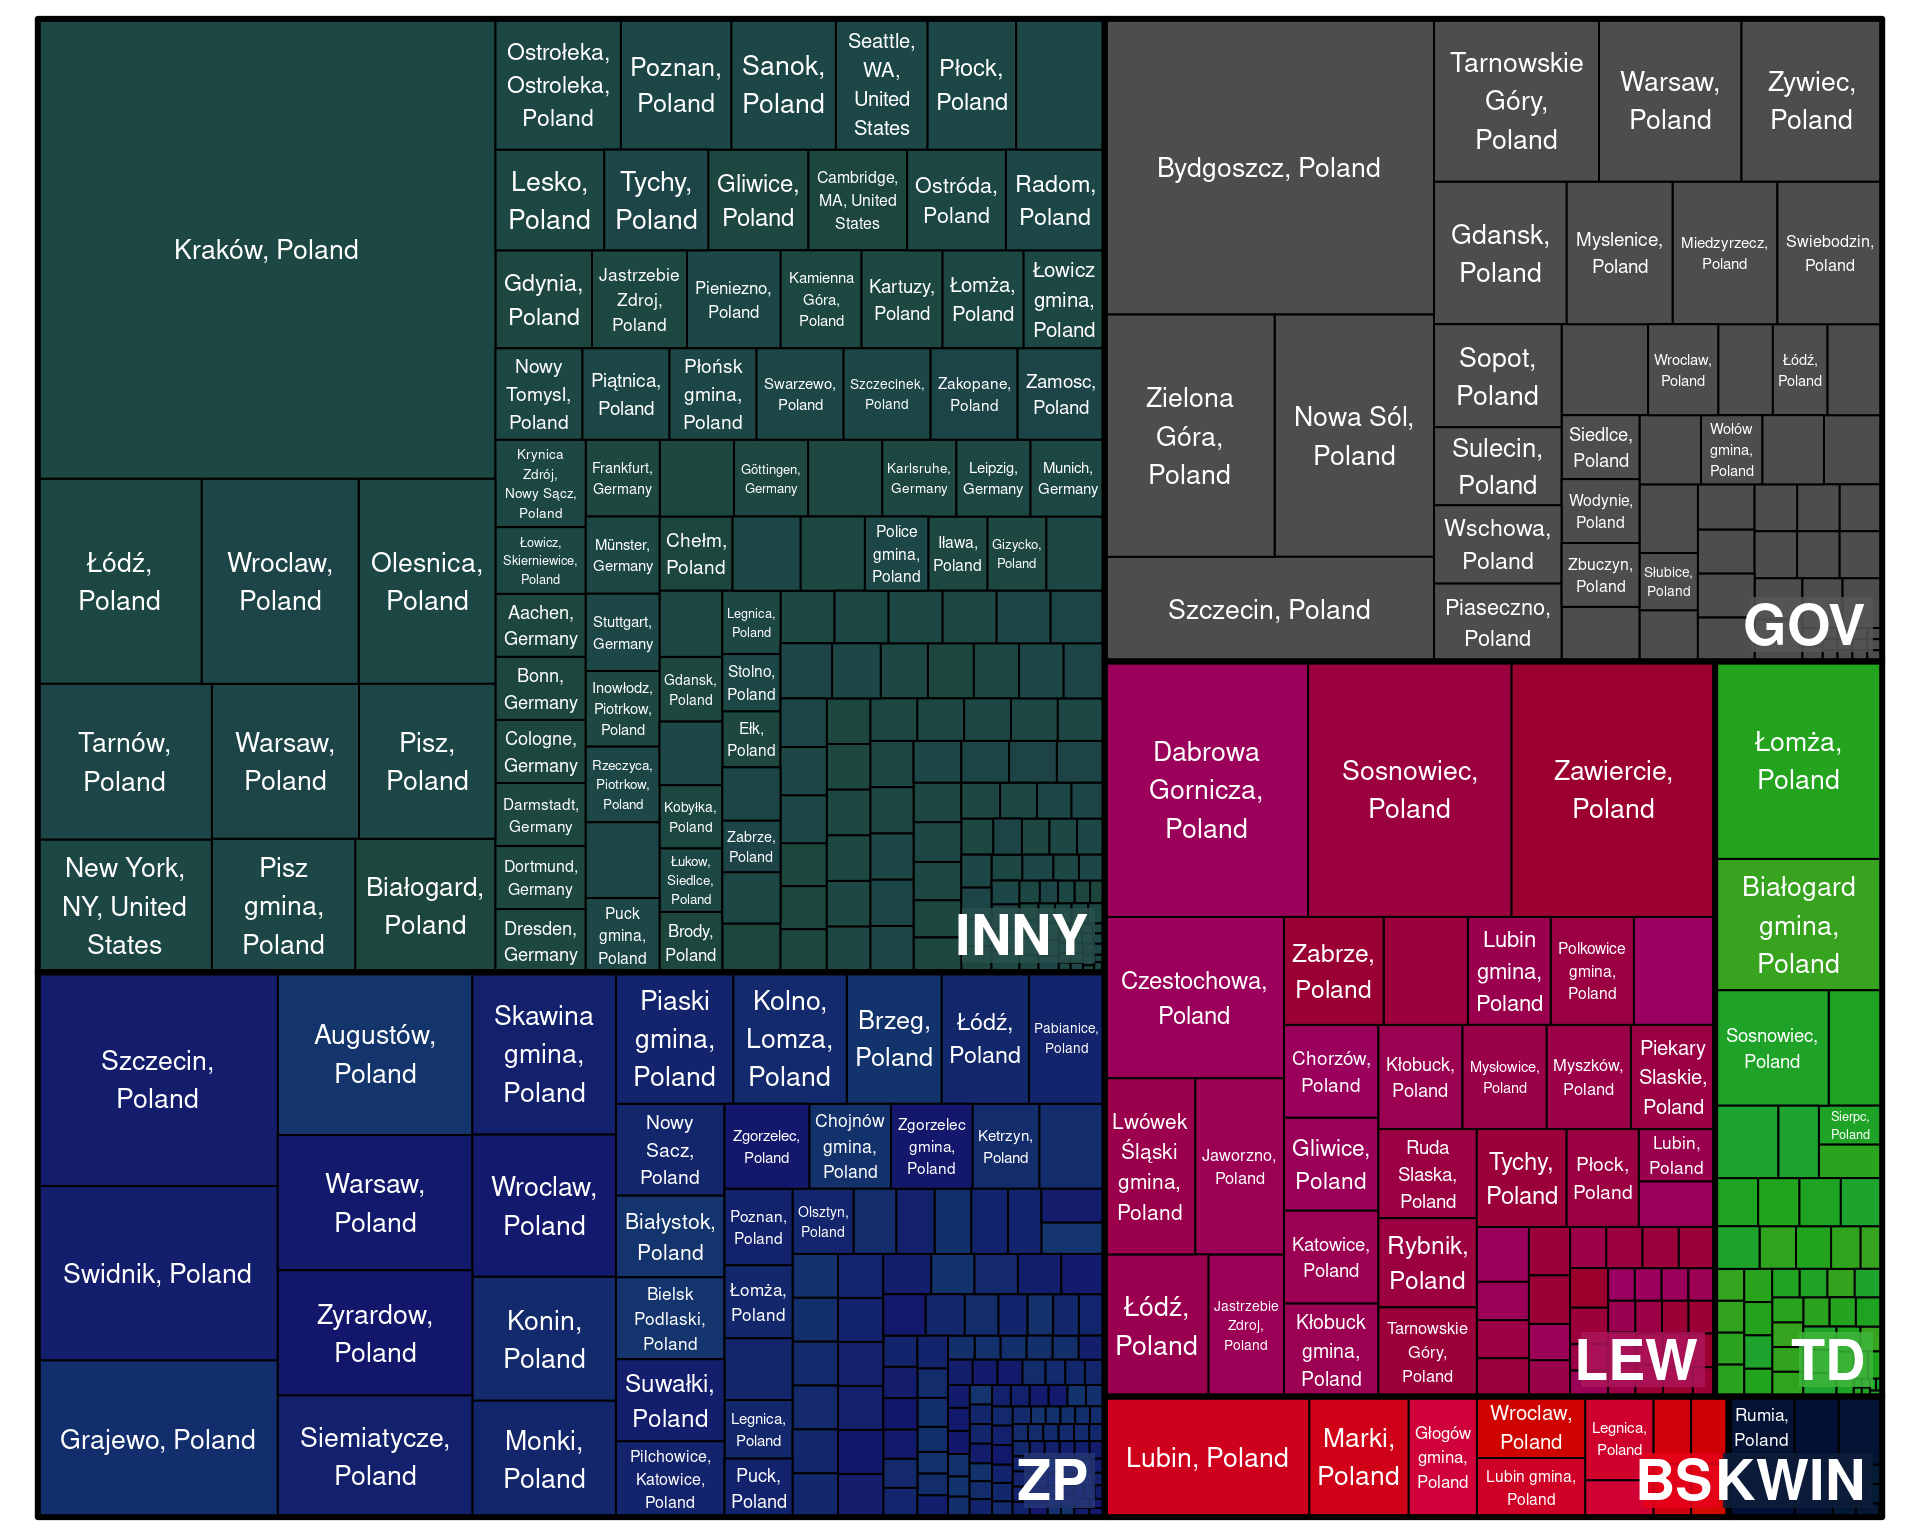 Kraków, Poland
Łódź,
Poland
Wroclaw,
Poland
Olesnica,
Poland
Tarnów,
Poland
Warsaw,
Poland
Pisz,
Poland
New York,
NY, United
States
Pisz
gmina,
Poland
Białogard,
Poland
Ostrołeka,
Ostroleka,
Poland
Poznan,
Poland
Sanok,
Poland
Seattle,
WA,
United
States
Płock,
Poland
Lesko,
Poland
Tychy,
Poland
Gliwice,
Poland
Cambridge,
MA, United
States
Ostróda,
Poland
Radom,
Poland
Gdynia,
Poland
Jastrzebie
Zdroj,
Poland
Pieniezno,
Poland
Kamienna
Góra,
Poland
Kartuzy,
Poland
Łomża,
Poland
Łowicz
gmina,
Poland
Nowy
Tomysl,
Poland
Piątnica,
Poland
Płońsk
gmina,
Poland
Swarzewo,
Poland
Szczecinek,
Poland
Zakopane,
Poland
Zamosc,
Poland
Krynica
Zdrój,
Nowy Sącz,
Poland
Frankfurt,
Germany
Göttingen,
Germany
Karlsruhe,
Germany
Leipzig,
Germany
Munich,
Germany
Łowicz,
Skierniewice,
Poland
Münster,
Germany
Chełm,
Poland
Police
gmina,
Poland
Iława,
Poland
Gizycko,
Poland
Aachen,
Germany
Stuttgart,
Germany
Legnica,
Poland
Bonn,
Germany
Inowłodz,
Piotrkow,
Poland
Gdansk,
Poland
Stolno,
Poland
Cologne,
Germany
Rzeczyca,
Piotrkow,
Poland
Ełk,
Poland
Darmstadt,
Germany
Kobyłka,
Poland
Zabrze,
Poland
Dortmund,
Germany
Łukow,
Siedlce,
Poland
Dresden,
Germany
Puck
gmina,
Poland
Brody,
Poland
INNY
Bydgoszcz, Poland
Tarnowskie
Góry,
Poland
Warsaw,
Poland
Zywiec,
Poland
Gdansk,
Poland
Myslenice,
Poland
Miedzyrzecz,
Poland
Swiebodzin,
Poland
Zielona
Góra,
Poland
Nowa Sól,
Poland
Szczecin, Poland
Sopot,
Poland
Wroclaw,
Poland
Łódź,
Poland
Sulecin,
Poland
Siedlce,
Poland
Wołów
gmina,
Poland
Wschowa,
Poland
Wodynie,
Poland
Zbuczyn,
Poland
Słubice,
Poland
Piaseczno,
Poland
GOV
Dabrowa
Gornicza,
Poland
Sosnowiec,
Poland
Zawiercie,
Poland
Czestochowa,
Poland
Zabrze,
Poland
Lubin
gmina,
Poland
Polkowice
gmina,
Poland
Chorzów,
Poland
Kłobuck,
Poland
Mysłowice,
Poland
Myszków,
Poland
Piekary
Slaskie,
Poland
Lwówek
Śląski
gmina,
Poland
Jaworzno,
Poland
Gliwice,
Poland
Ruda
Slaska,
Poland
Tychy,
Poland
Płock,
Poland
Lubin,
Poland
Katowice,
Poland
Rybnik,
Poland
Łódź,
Poland
Jastrzebie
Zdroj,
Poland
Kłobuck
gmina,
Poland
Tarnowskie
Góry,
Poland
LEW
Łomża,
Poland
Białogard
gmina,
Poland
Sosnowiec,
Poland
Sierpc,
Poland
TD
Szczecin,
Poland
Augustów,
Poland
Skawina
gmina,
Poland
Piaski
gmina,
Poland
Kolno,
Lomza,
Poland
Brzeg,
Poland
Łódź,
Poland
Pabianice,
Poland
Swidnik, Poland
Warsaw,
Poland
Wroclaw,
Poland
Nowy
Sacz,
Poland
Zgorzelec,
Poland
Chojnów
gmina,
Poland
Zgorzelec
gmina,
Poland
Ketrzyn,
Poland
Białystok,
Poland
Poznan,
Poland
Olsztyn,
Poland
Zyrardow,
Poland
Konin,
Poland
Bielsk
Podlaski,
Poland
Łomża,
Poland
Grajewo, Poland
Siemiatycze,
Poland
Monki,
Poland
Suwałki,
Poland
Legnica,
Poland
Pilchowice,
Katowice,
Poland
Puck,
Poland
ZP
Lubin, Poland
Marki,
Poland
Głogów
gmina,
Poland
Wroclaw,
Poland
Lubin gmina,
Poland
Legnica,
Poland
BS
Rumia,
Poland
KWIN